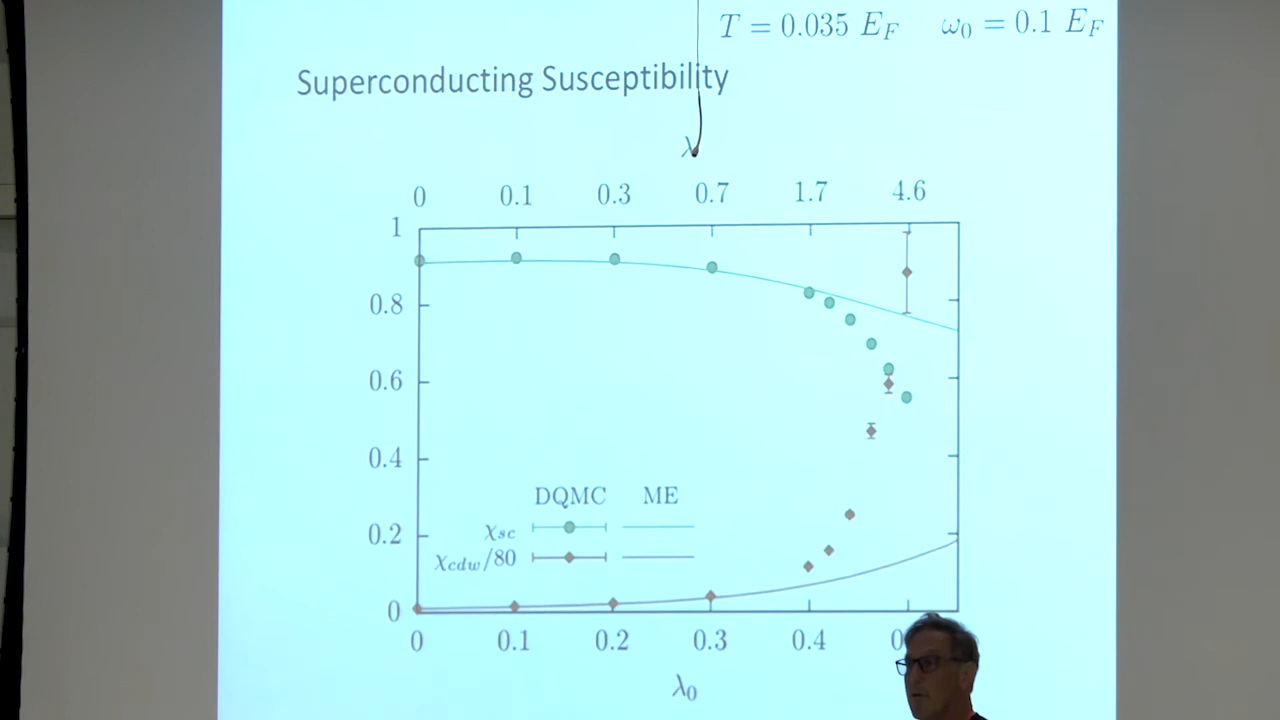 T = 0.035 E_F ω₀ = 0.1 E_F
Superconducting Susceptibility
λ
0 0.1 0.3 0.7 1.7 4.6
1
0.8
0.6
0.4
0.2
0
DQMC ME
χ_sc
χ_cdw/80
0 0.1 0.2 0.3 0.4
λ₀